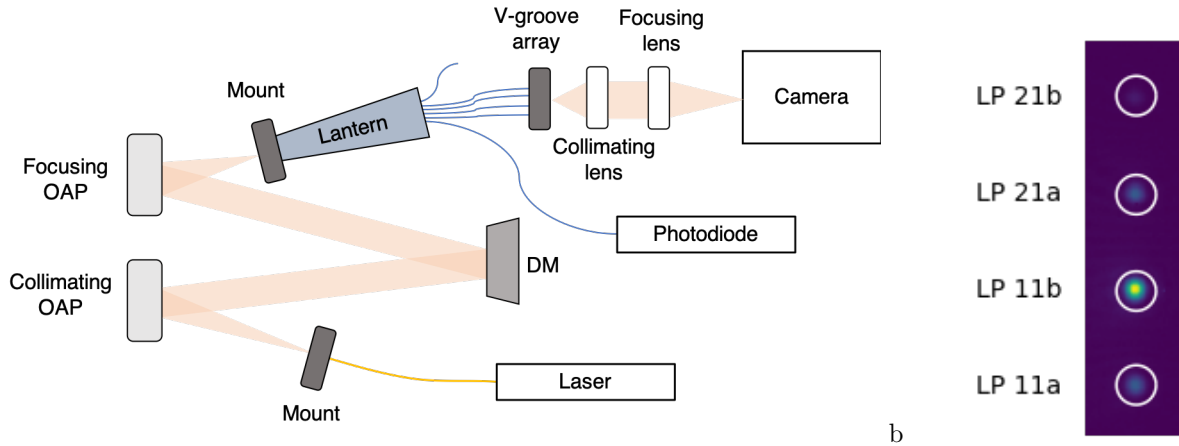 V-groove
array
Focusing
lens
Mount
Lantern
Camera
Collimating
lens
Focusing
OAP
Photodiode
DM
Collimating
OAP
Laser
Mount
b
LP 21b
LP 21a
LP 11b
LP 11a